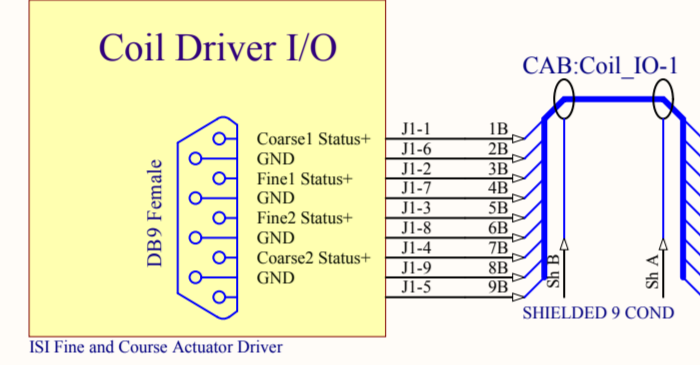 Coil Driver I/O
CAB:Coil_IO-1
DB9 Female
Coarse1 Status+ J1-1 1B
GND J1-6 2B
Fine1 Status+ J1-2 3B
GND J1-7 4B
Fine2 Status+ J1-3 5B
GND J1-8 6B
Coarse2 Status+ J1-4 7B
GND J1-9 8B
J1-5 9B
Sh B
Sh A
SHIELDED 9 COND
ISI Fine and Course Actuator Driver